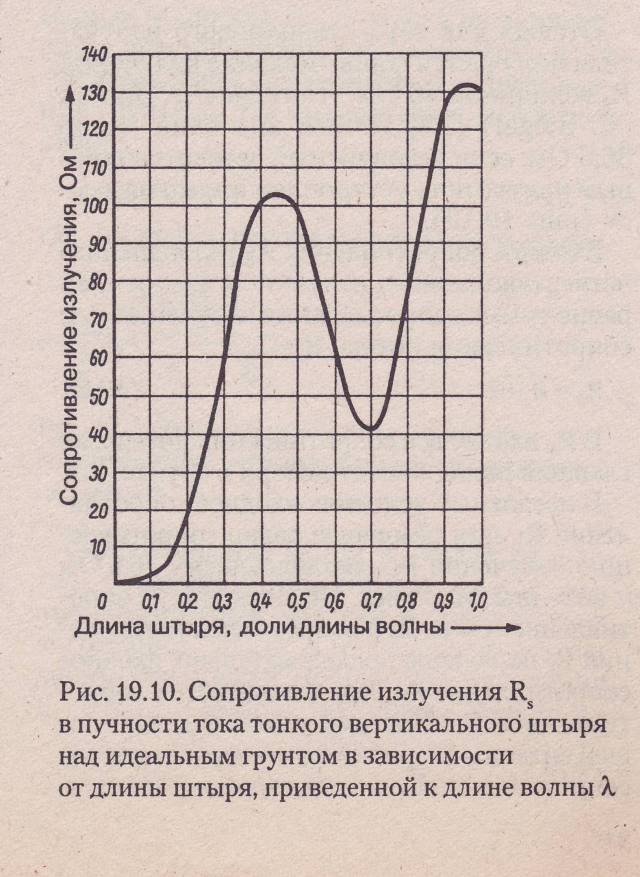 140
130
120
110
100
90
80
70
60
50
40
30
20
10
Сопротивление излучения, Ом
0 0,1 0,2 0,3 0,4 0,5 0,6 0,7 0,8 0,9 1,0
Длина штыря, доли длины волны
Рис. 19.10. Сопротивление излучения Rs
в пучности тока тонкого вертикального штыря
над идеальным грунтом в зависимости
от длины штыря, приведенной к длине волны λ